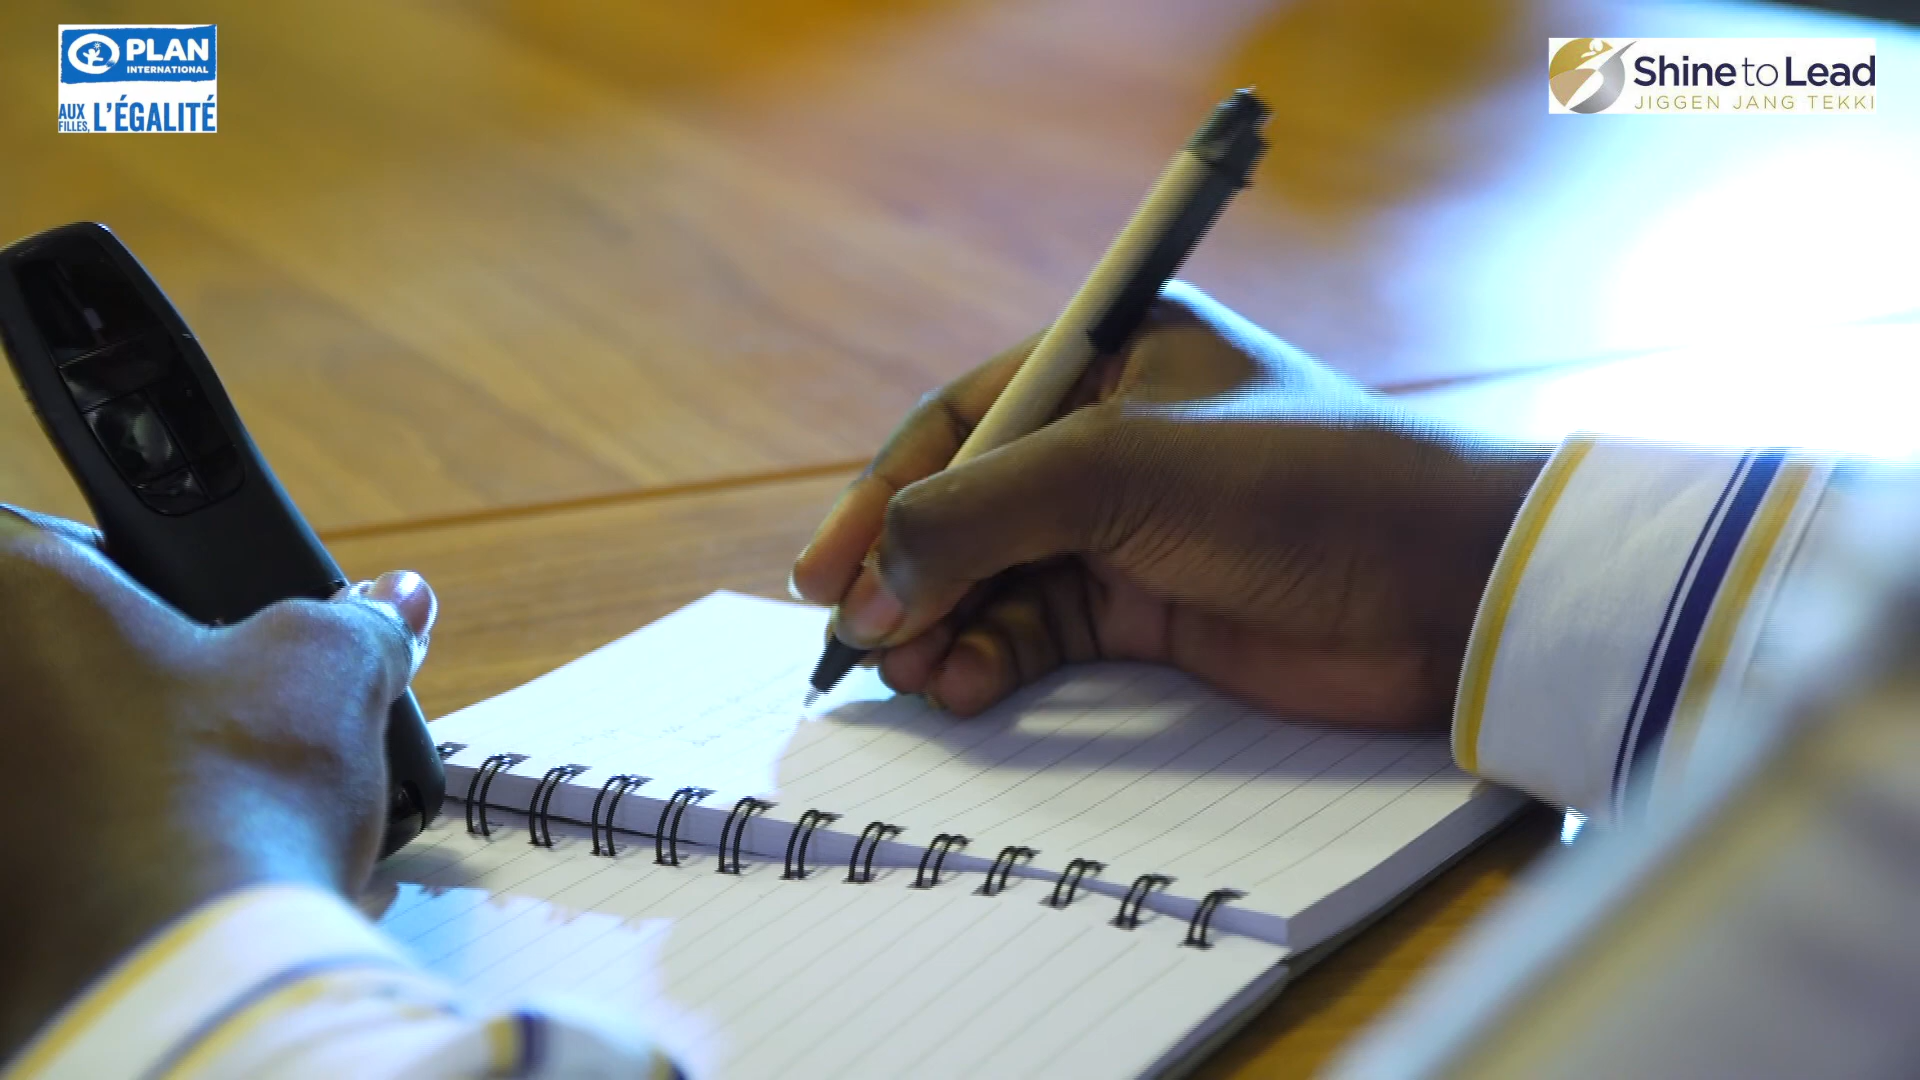 PLAN
INTERNATIONAL
AUX FILLES, L'ÉGALITÉ
Shine to Lead
JIGGEN JANG TEKKI